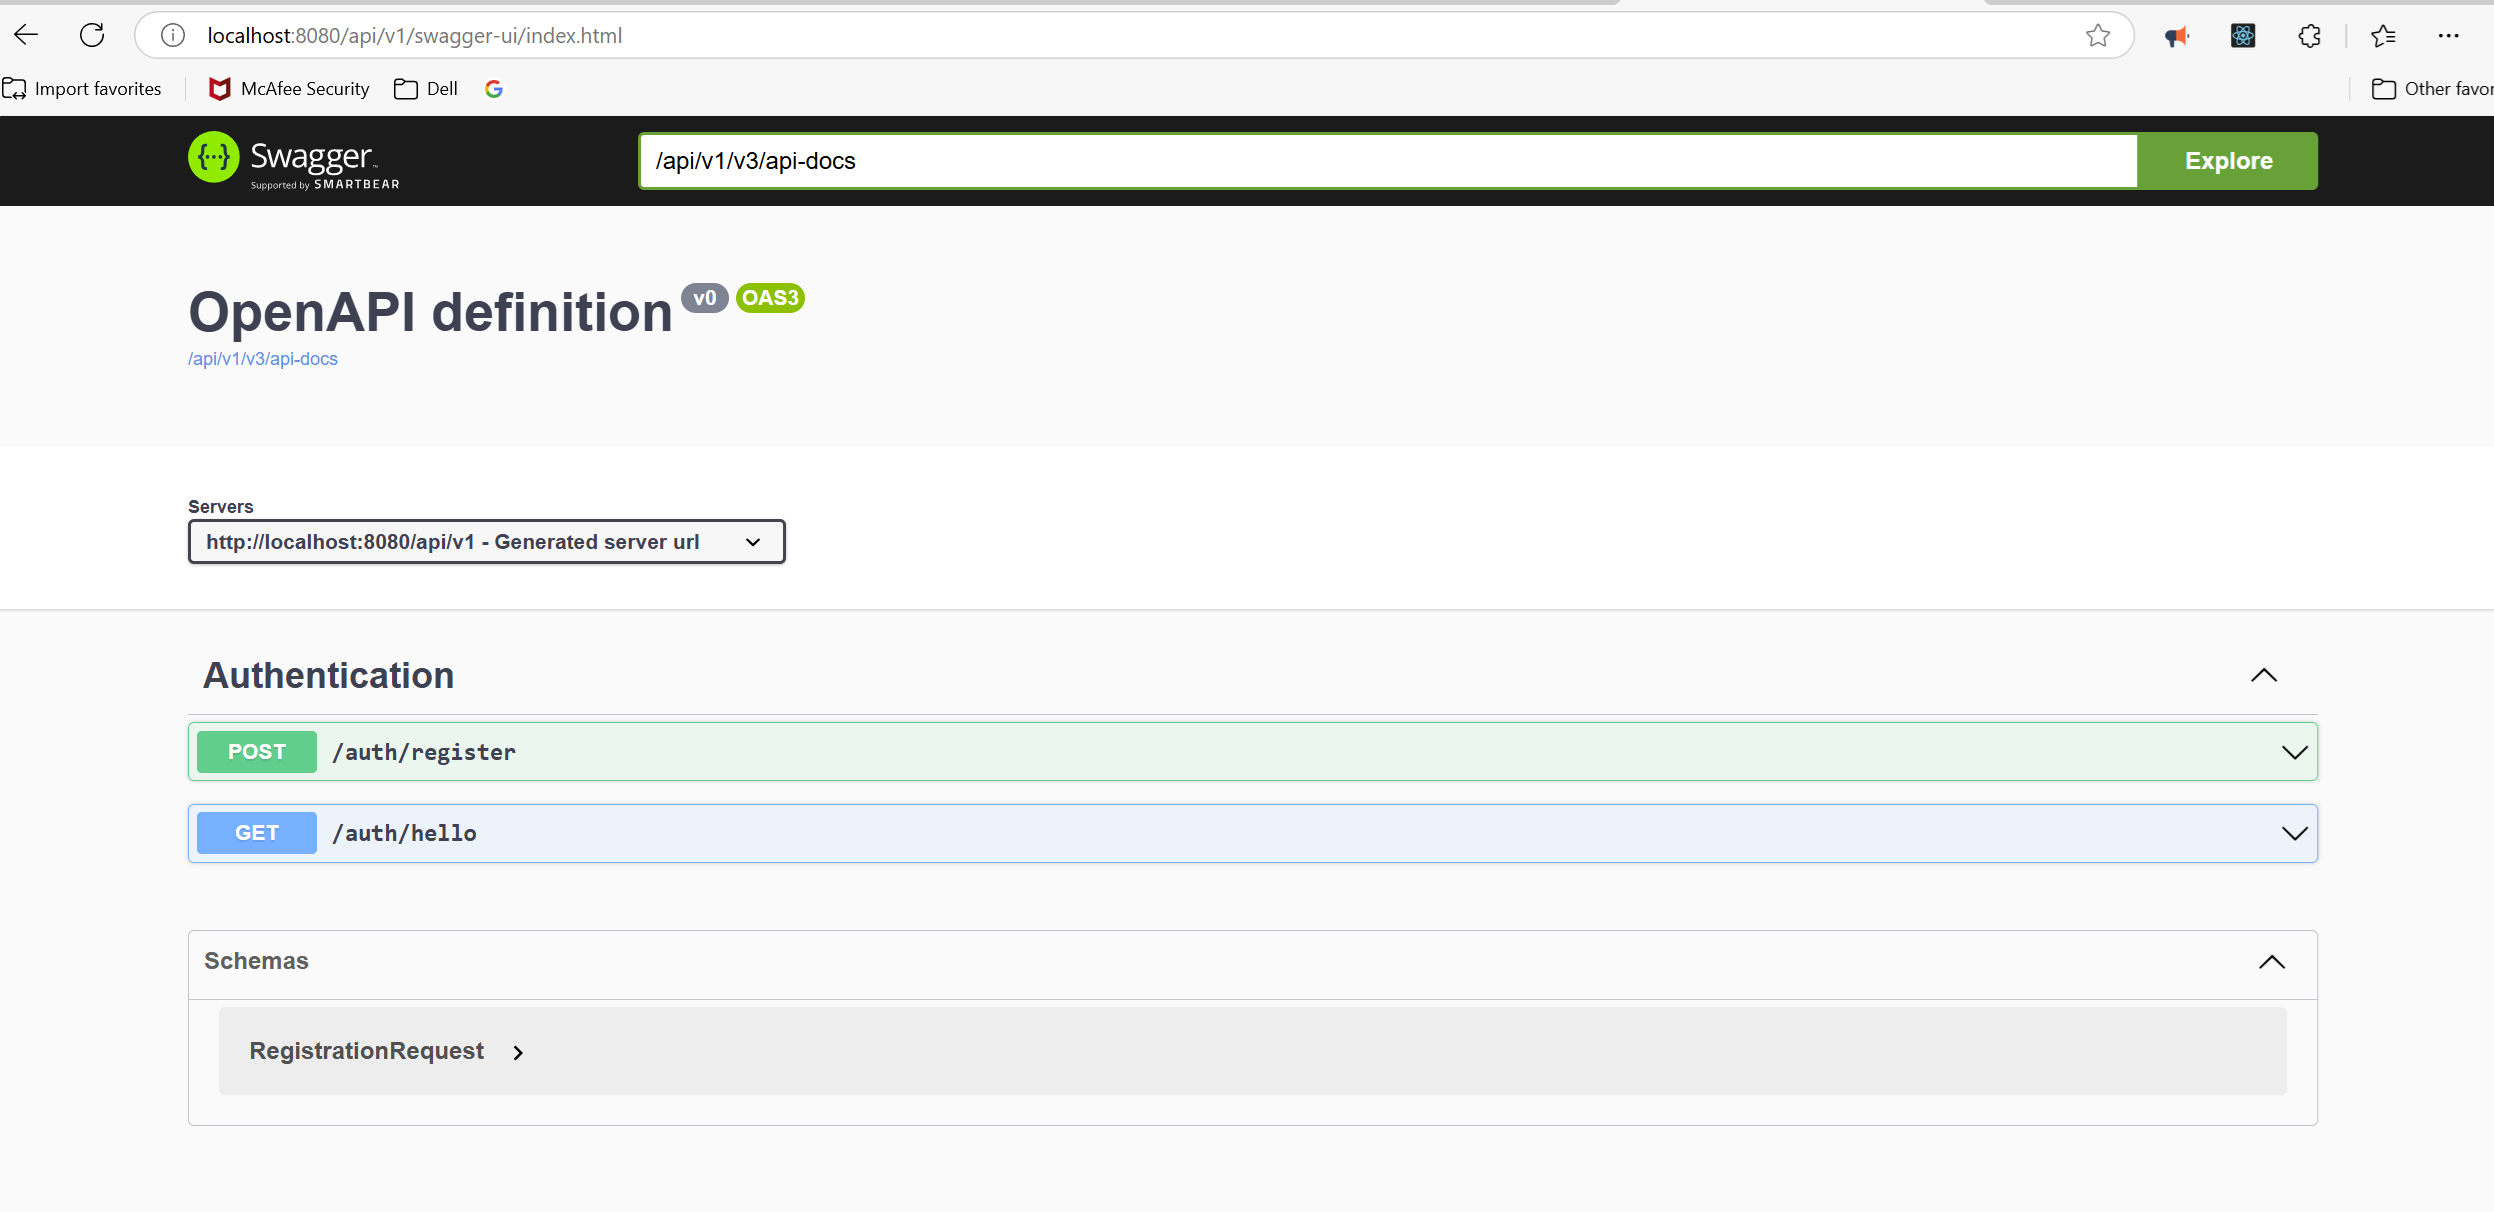 localhost:8080/api/v1/swagger-ui/index.html
Import favorites
McAfee Security
Dell
Other favor
Swagger
Supported by SMARTBEAR
/api/v1/v3/api-docs
Explore
OpenAPI definition v0 OAS3
/api/v1/v3/api-docs
Servers
http://localhost:8080/api/v1 - Generated server url
Authentication
POST /auth/register
GET /auth/hello
Schemas
RegistrationRequest